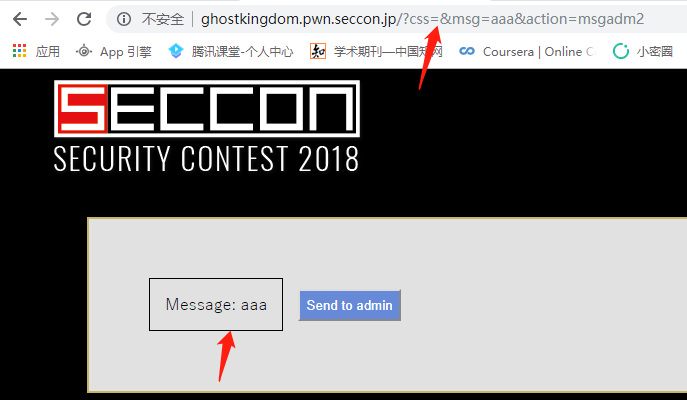 不安全 ghostkingdom.pwn.seccon.jp/?css=&msg=aaa&action=msgadm2
应用 App 引擎 腾讯课堂-个人中心 知 学术期刊—中国知网 Coursera | Online C 小密圈
SECCON
SECURITY CONTEST 2018
Message: aaa Send to admin